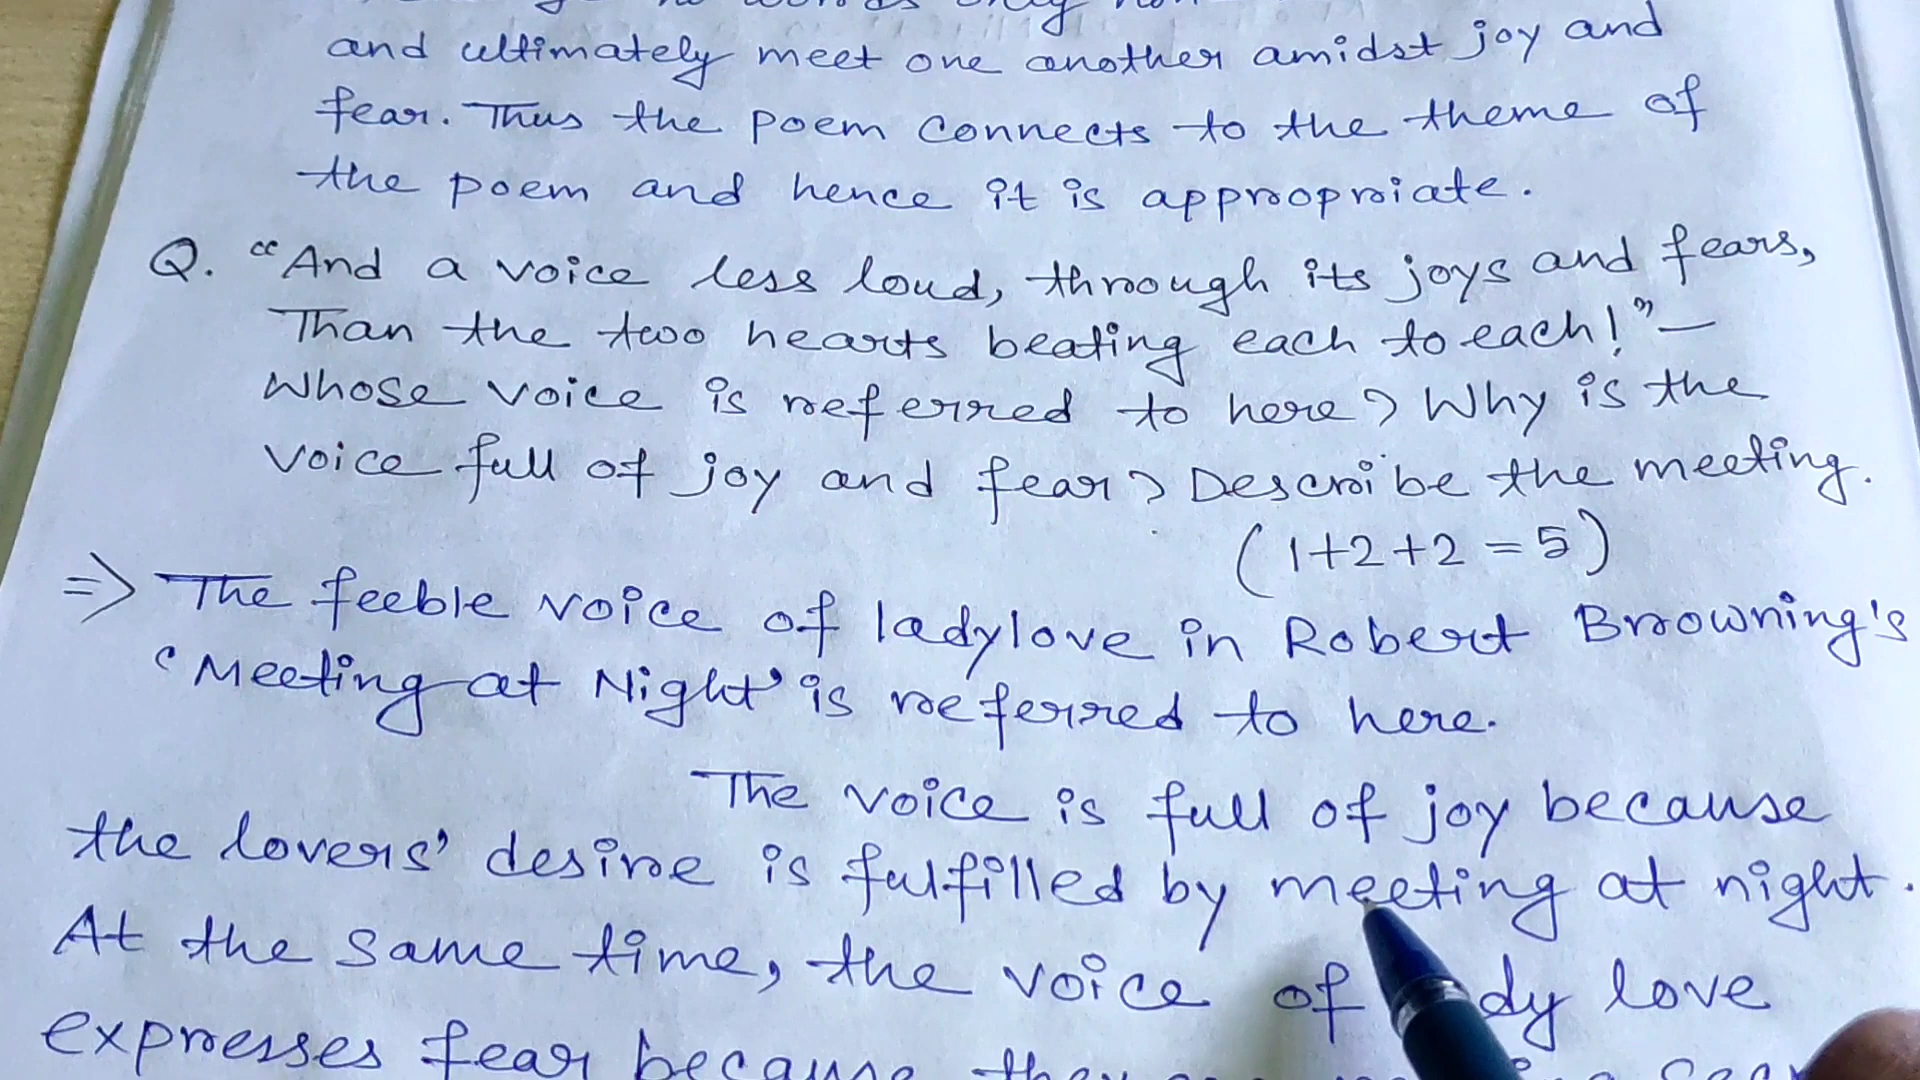 and ultimately meet one another amidst joy and
fear. Thus the poem connects to the theme of
the poem and hence it is appropriate.
Q. "And a voice less loud, through its joys and fears,
Than the two hearts beating each to each!"—
Whose voice is referred to here? Why is the
voice full of joy and fear? Describe the meeting.
(1+2+2=5)
⇒ The feeble voice of ladylove in Robert Browning's
'Meeting at Night' is referred to here.
The voice is full of joy because
the lovers' desire is fulfilled by meeting at night.
At the same time, the voice of dy love
expresses fear because they